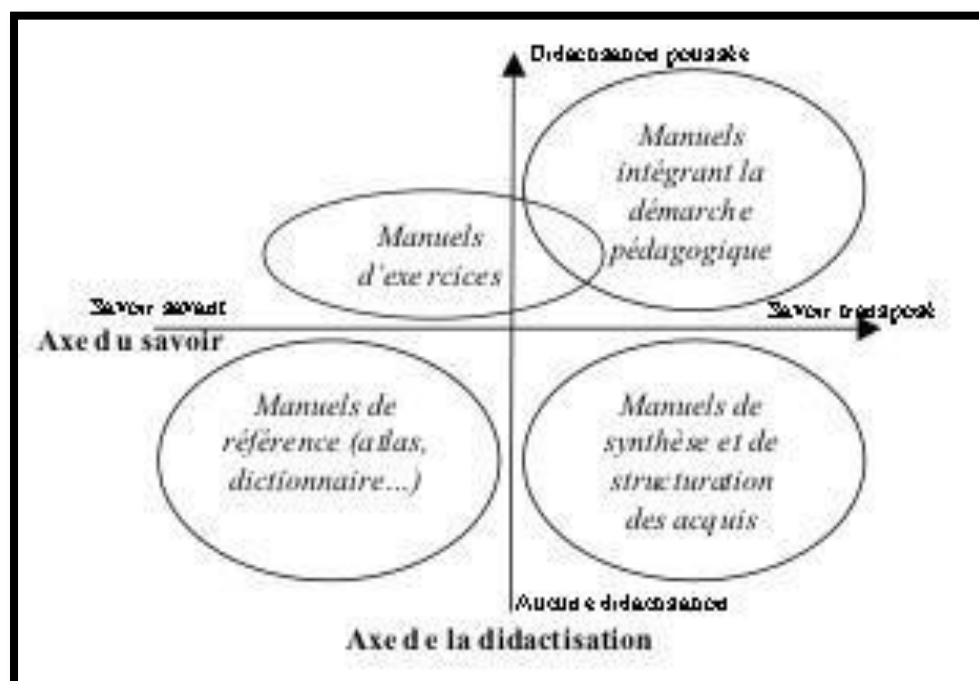 Didactisation poussée
Manuels
intégrant la
démarche
pédagogique
Manuels
d'exercices
Savoir savant
Savoir transposé
Axe du savoir
Manuels de
référence (atlas,
dictionnaire…)
Manuels de
synthèse et de
structuration
des acquis
Aucune didactisation
Axe de la didactisation